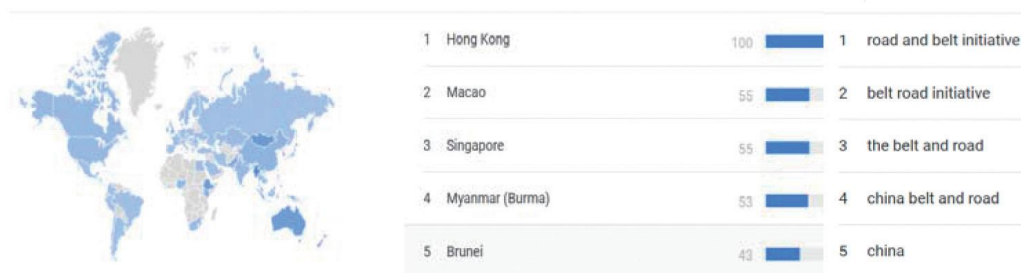 1 Hong Kong 100
2 Macao 55
3 Singapore 55
4 Myanmar (Burma) 53
5 Brunei 43
1 road and belt initiative
2 belt road initiative
3 the belt and road
4 china belt and road
5 china